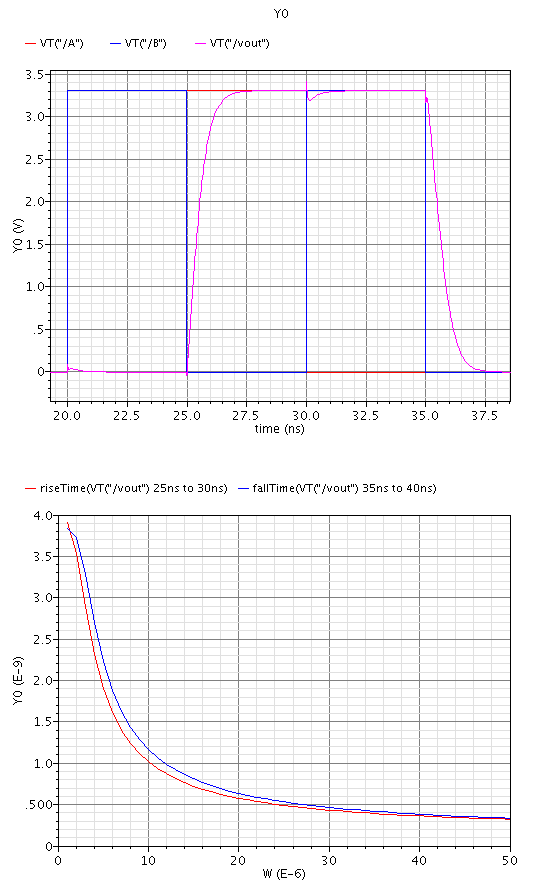 Y0
VT("/A") VT("/B") VT("/vout")
3.5
3.0
2.5
2.0
1.5
1.0
.5
0
Y0 (V)
20.0 22.5 25.0 27.5 30.0 32.5 35.0 37.5
time (ns)
riseTime(VT("/vout") 25ns to 30ns) fallTime(VT("/vout") 35ns to 40ns)
4.0
3.5
3.0
2.5
2.0
1.5
1.0
500
0
Y0 (E-9)
0 10 20 30 40 50
W (E-6)